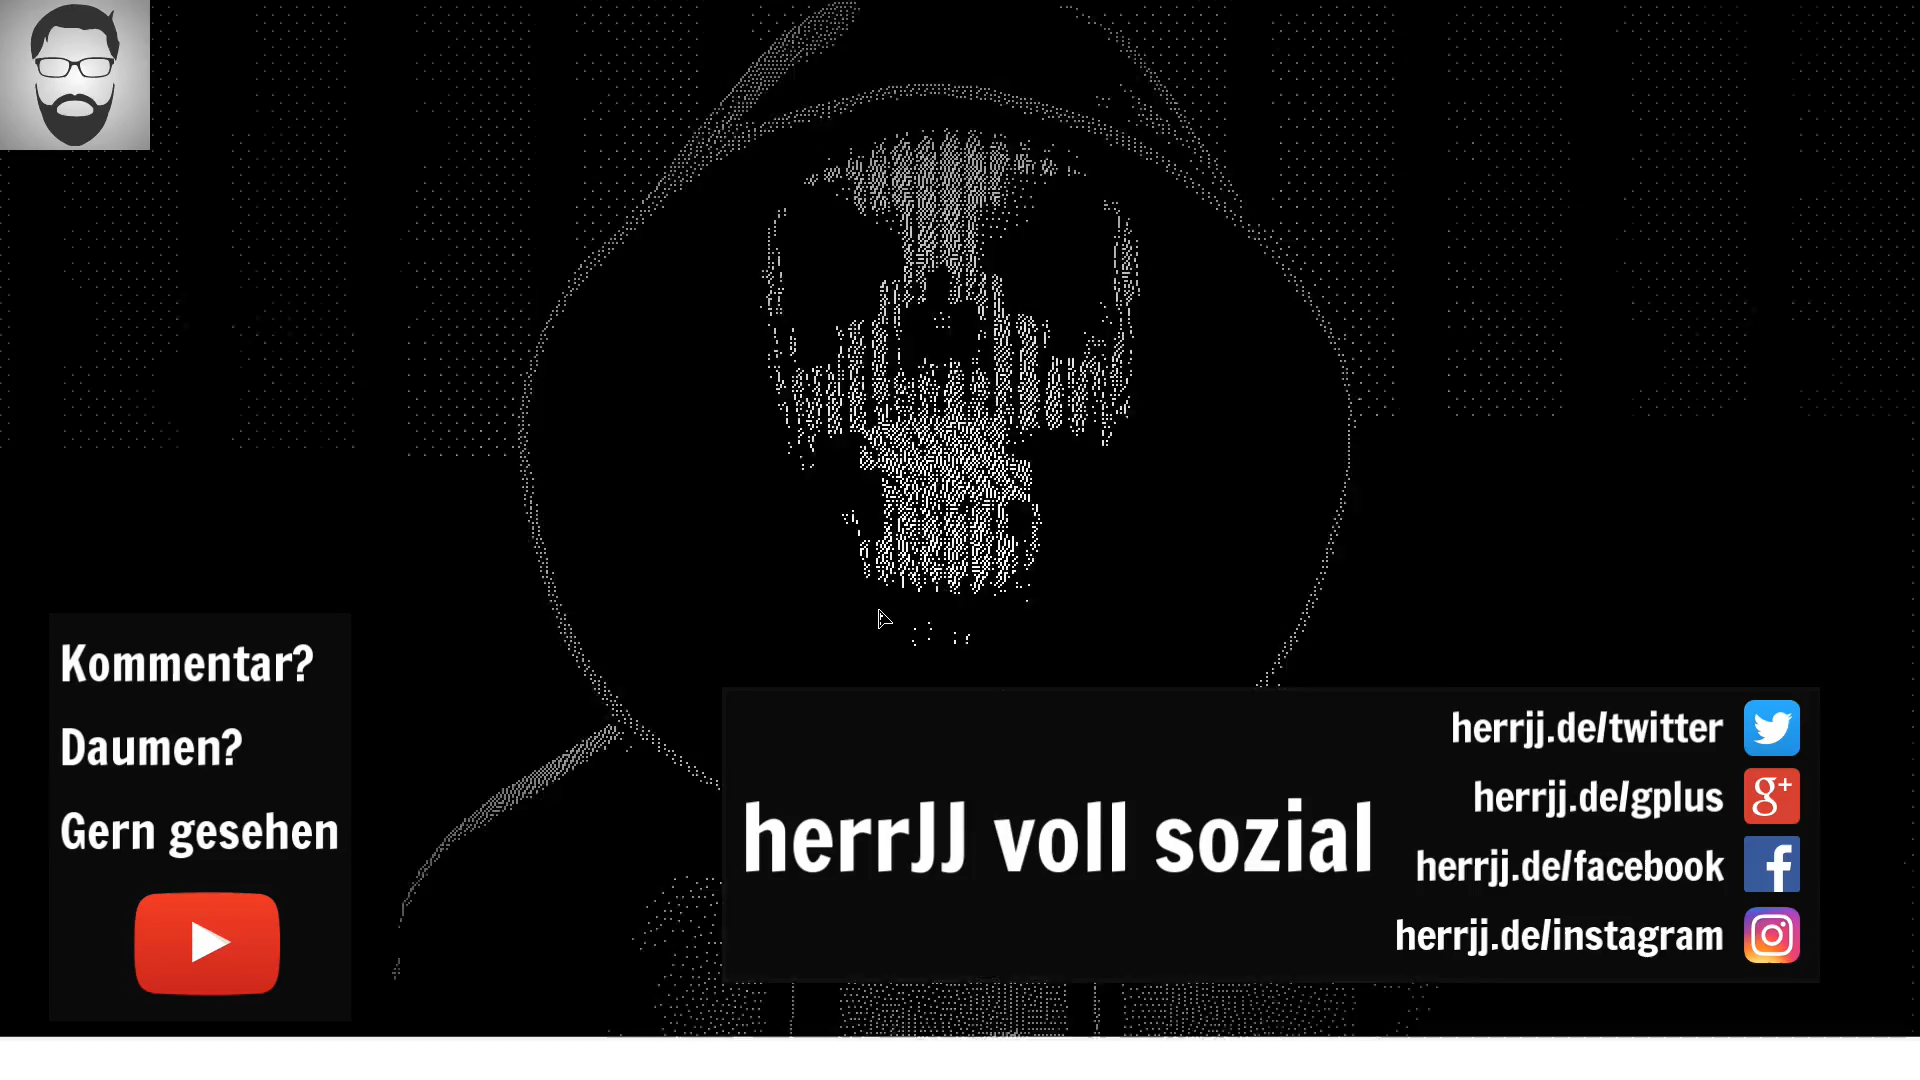 Kommentar?
Daumen?
Gern gesehen
herrJJ voll sozial
herrjj.de/twitter
herrjj.de/gplus
g+
herrjj.de/facebook
f
herrjj.de/instagram